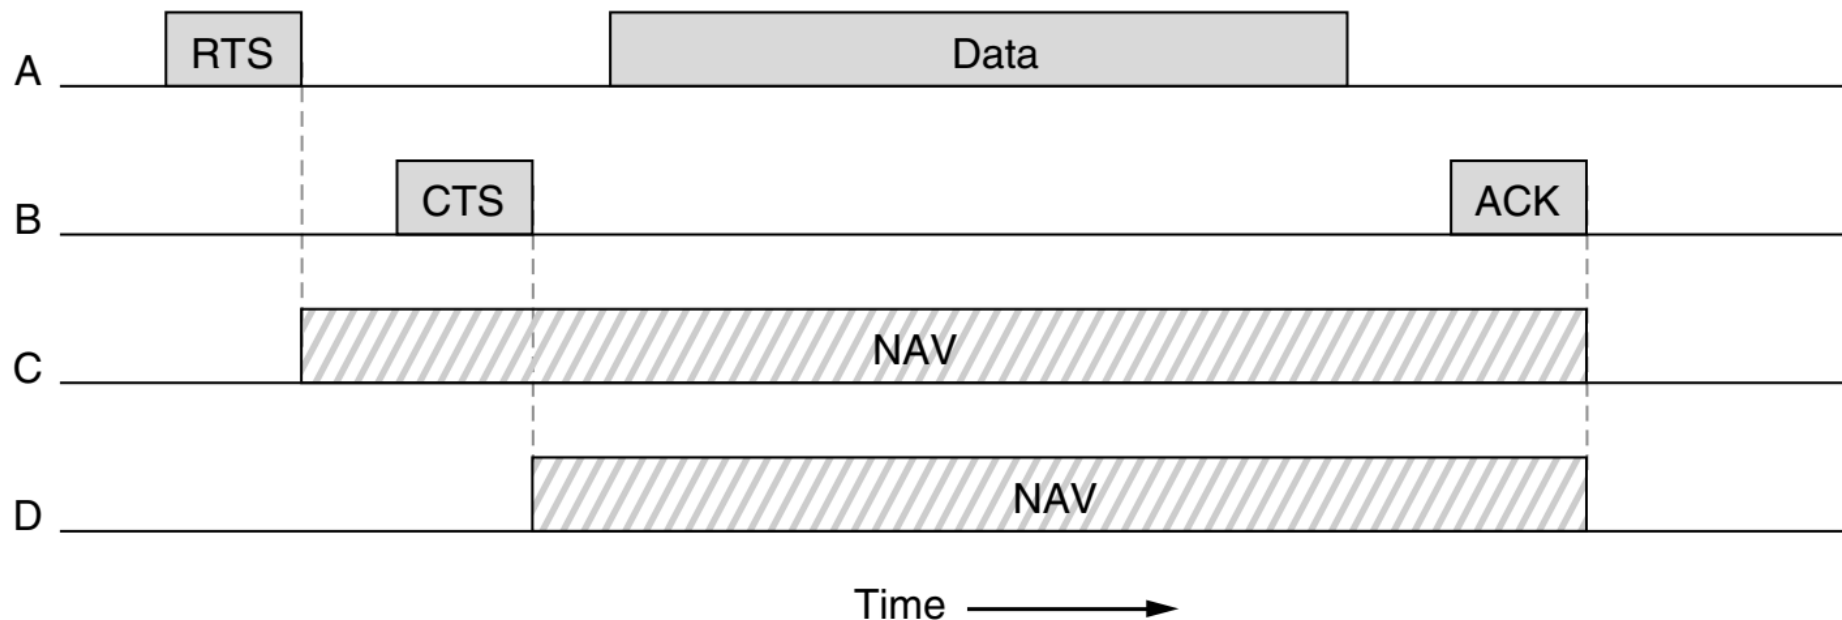 A RTS Data
B CTS ACK
C NAV
D NAV
Time